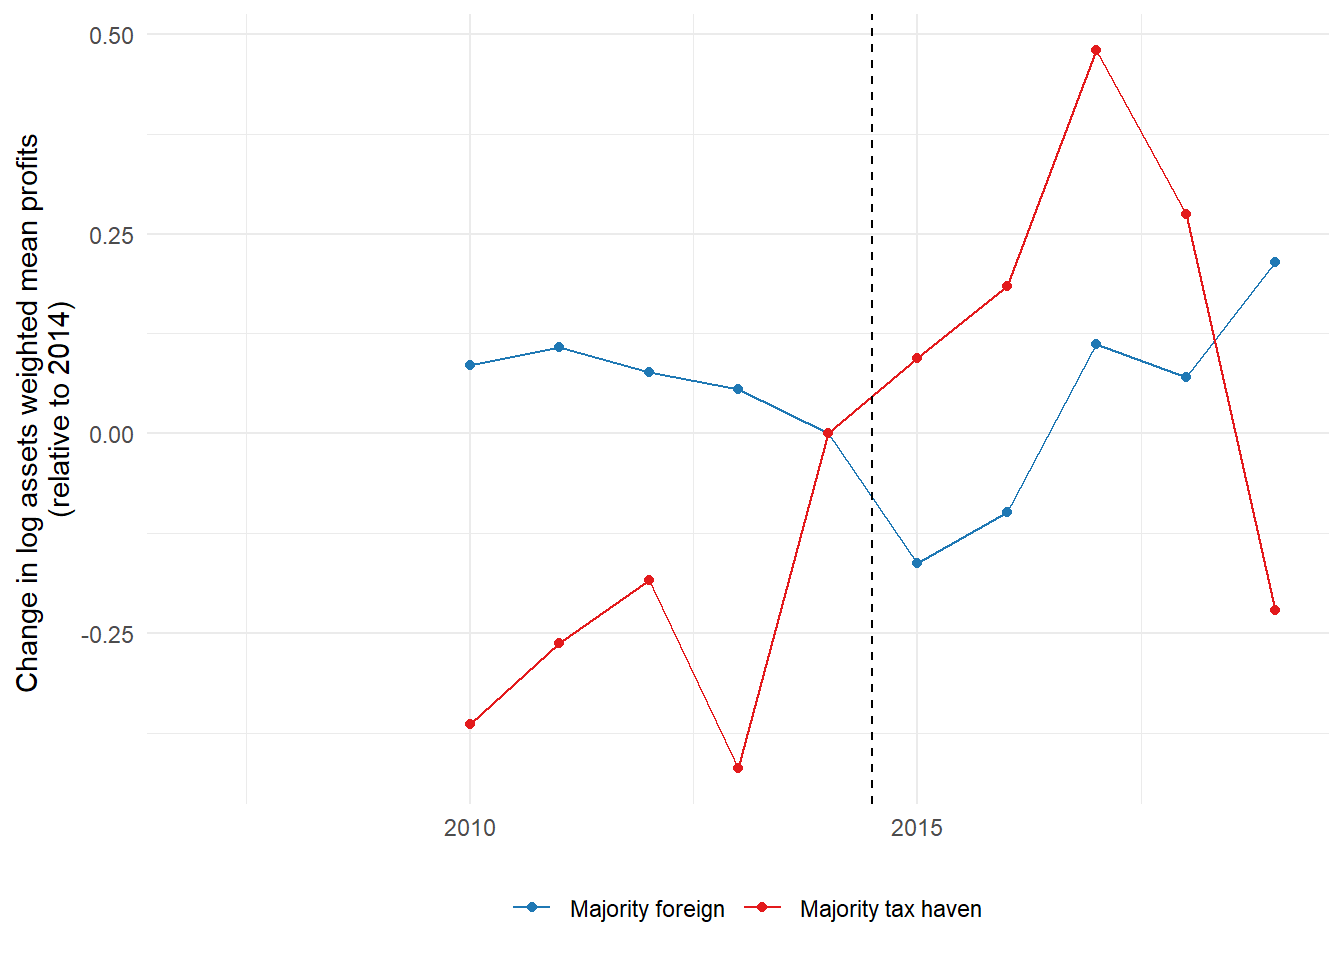 Change in log assets weighted mean profits
(relative to 2014)
0.50
0.25
0.00
-0.25
2010
2015
Majority foreign
Majority tax haven